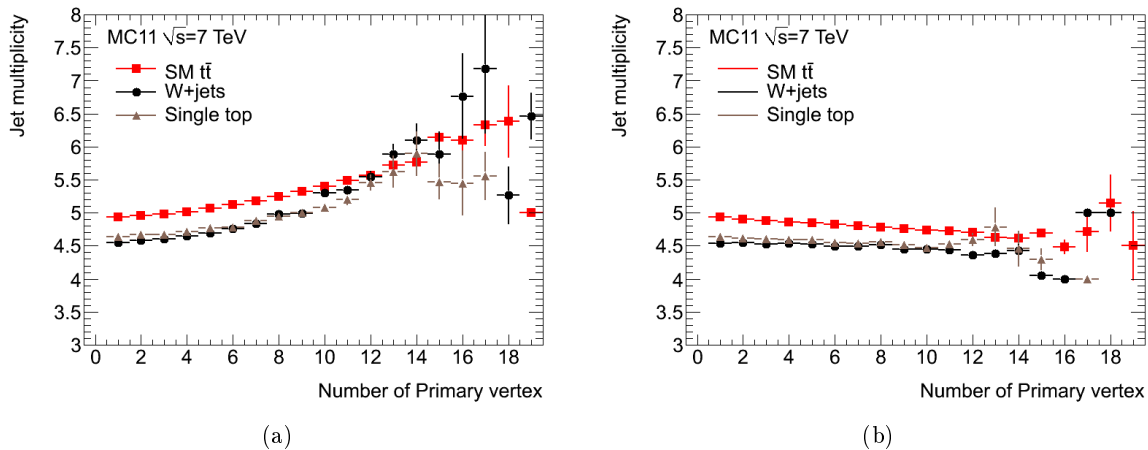 Jet multiplicity
8
7.5
7
6.5
6
5.5
5
4.5
4
3.5
3
MC11 √s=7 TeV
SM tt̄
W+jets
Single top
0 2 4 6 8 10 12 14 16 18
Number of Primary vertex
(a)
Jet multiplicity
8
7.5
7
6.5
6
5.5
5
4.5
4
3.5
3
MC11 √s=7 TeV
SM tt̄
W+jets
Single top
0 2 4 6 8 10 12 14 16 18
Number of Primary vertex
(b)